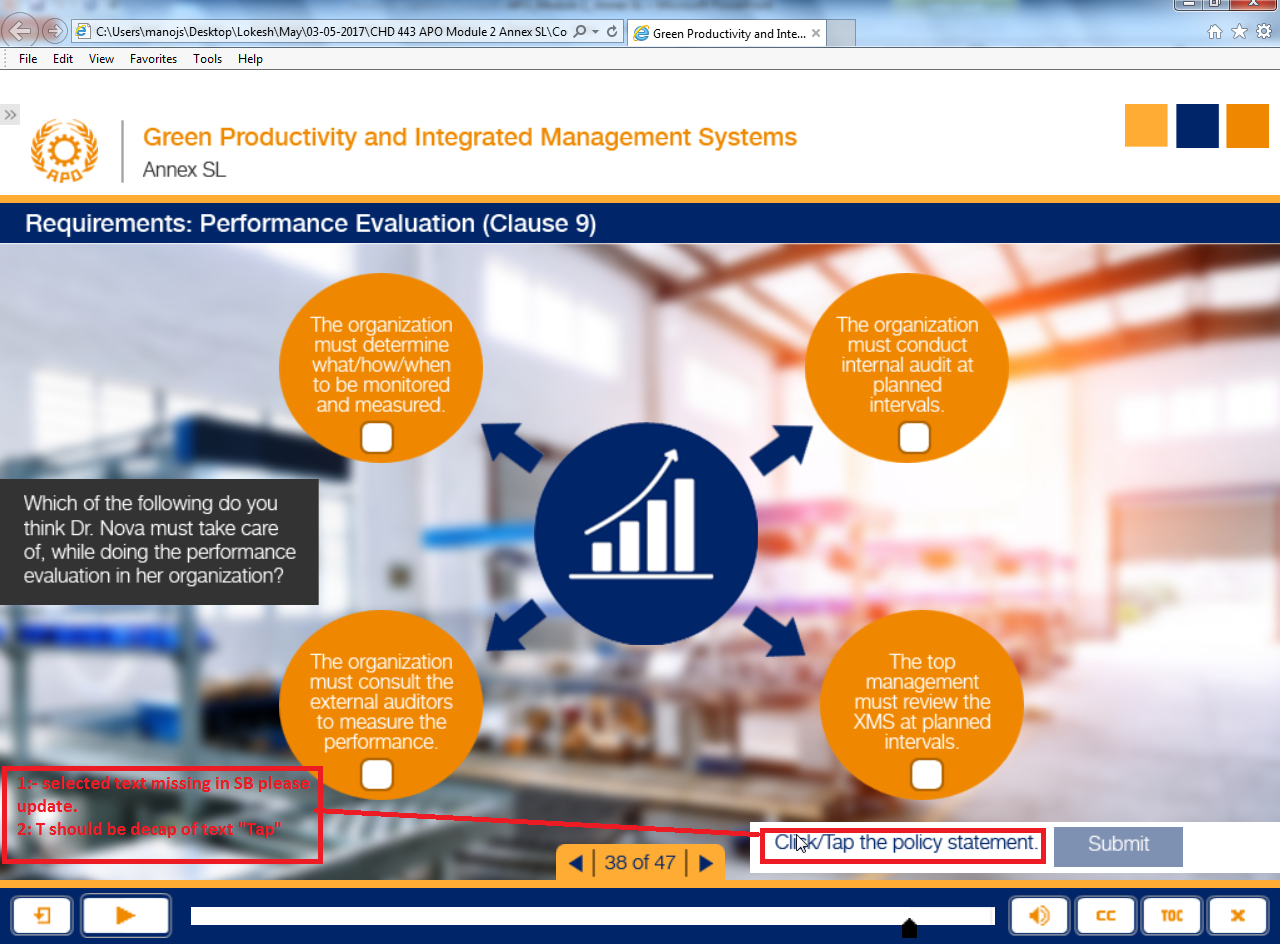 C:\Users\manojs\Desktop\Lokesh\May\03-05-2017\CHD 443 APO Module 2 Annex SL\Co
Green Productivity and Inte...
File Edit View Favorites Tools Help
APO
Green Productivity and Integrated Management Systems
Annex SL
Requirements: Performance Evaluation (Clause 9)
The organization
must determine
what/how/when
to be monitored
and measured.
The organization
must conduct
internal audit at
planned
intervals.
Which of the following do you
think Dr. Nova must take care
of, while doing the performance
evaluation in her organization?
The organization
must consult the
external auditors
to measure the
performance.
The top
management
must review the
XMS at planned
intervals.
1:- selected text missing in SB please
update.
2: T should be decap of text "Tap"
Click/Tap the policy statement.
Submit
38 of 47
CC
TOC